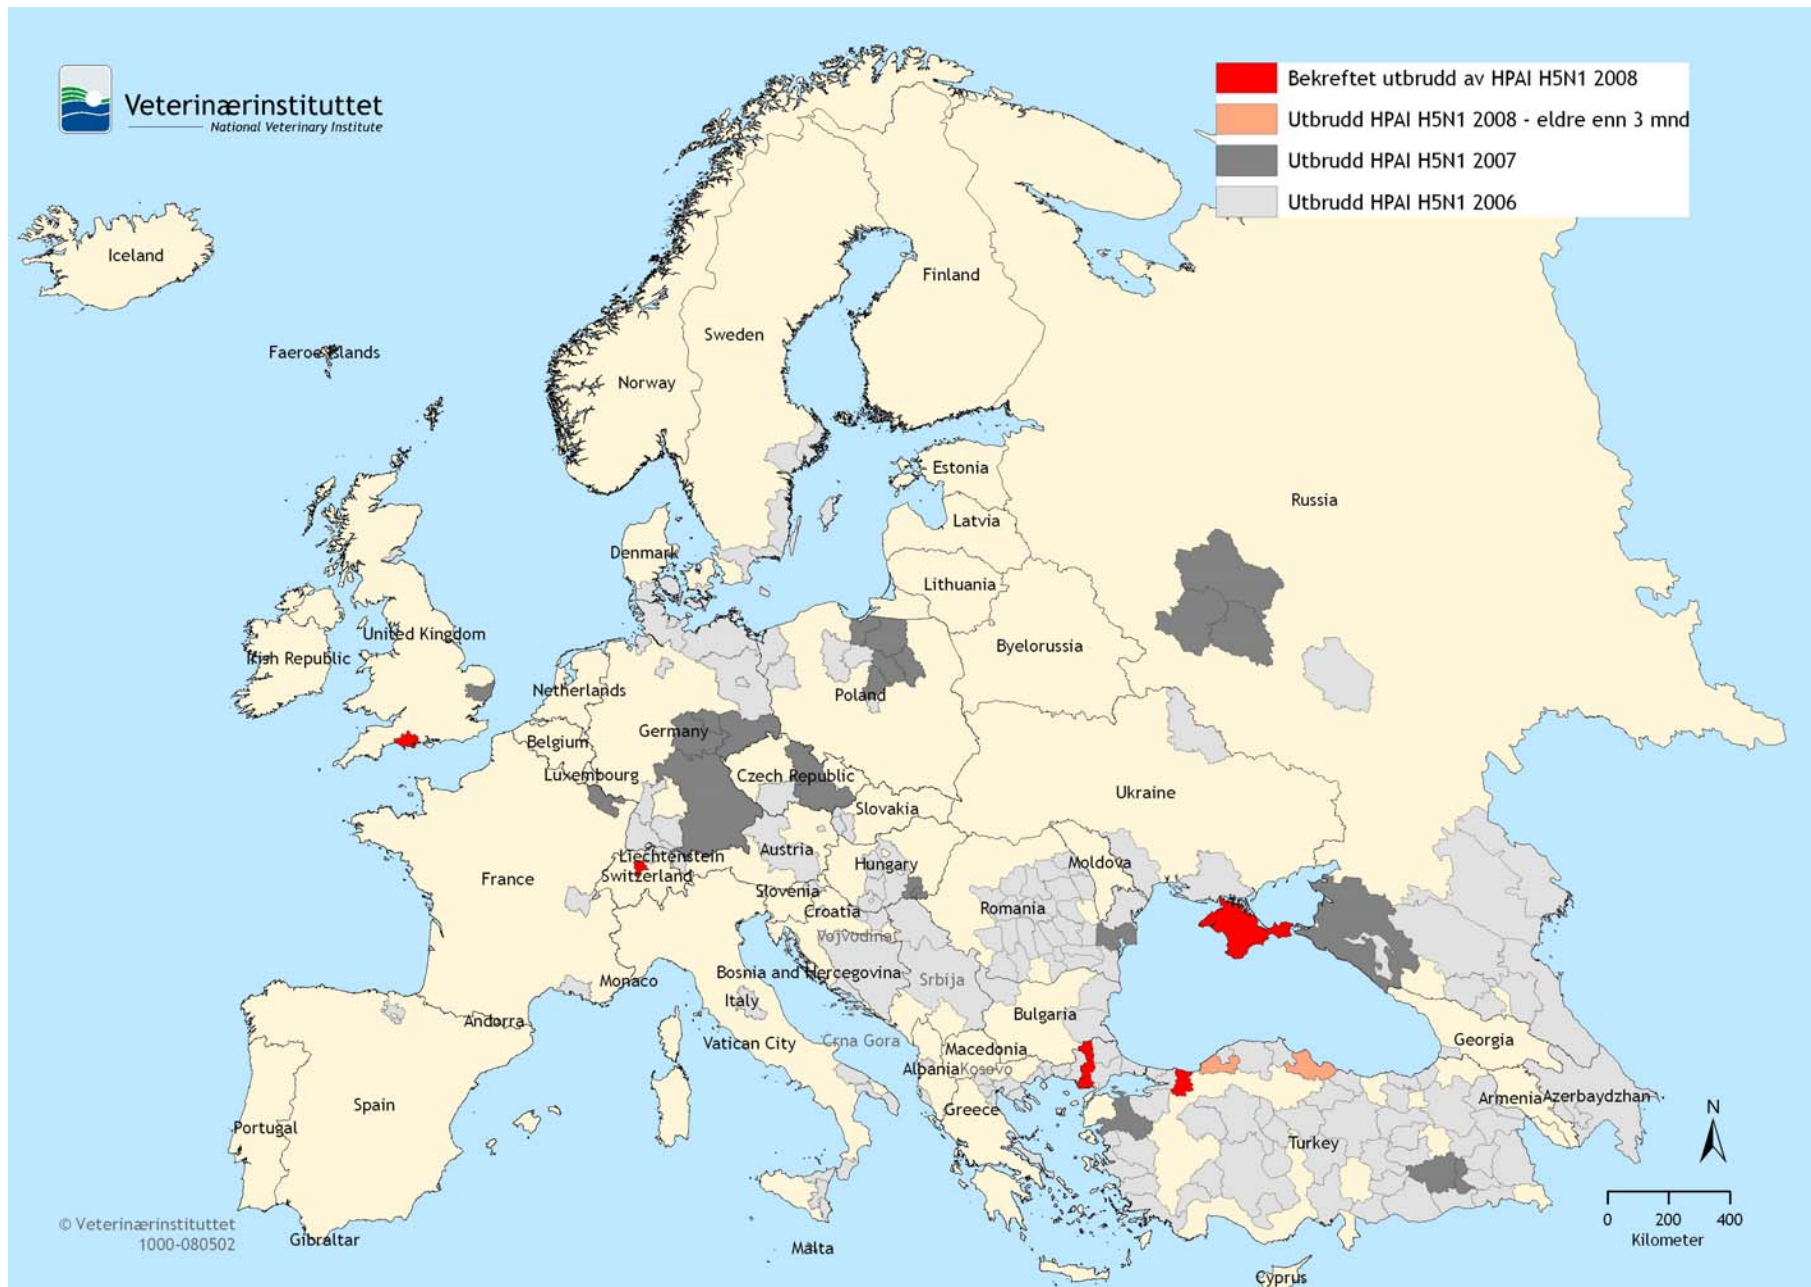 Veterinærinstituttet
National Veterinary Institute
Bekreftet utbrudd av HPAI H5N1 2008
Utbrudd HPAI H5N1 2008 - eldre enn 3 mnd
Utbrudd HPAI H5N1 2007
Utbrudd HPAI H5N1 2006
Iceland
Finland
Sweden
Faeroe Islands
Norway
Estonia
Russia
Latvia
Denmark
Lithuania
United Kingdom
Irish Republic
Byelorussia
Netherlands
Poland
Germany
Belgium
Luxembourg
Czech Republic
Ukraine
Slovakia
Liechtenstein
Austria
Hungary
Moldova
France
Switzerland
Slovenia
Croatia
Romania
Vojvodina
Bosnia and Hercegovina
Srbija
Monaco
Italy
Andorra
Bulgaria
Vatican City
Crna Gora
Macedonia
Georgia
Albania
Kosovo
Spain
Greece
Armenia
Azerbaydzhan
Portugal
Turkey
N
0 200 400
Kilometer
© Veterinærinstituttet
1000-080502
Gibraltar
Malta
Cyprus